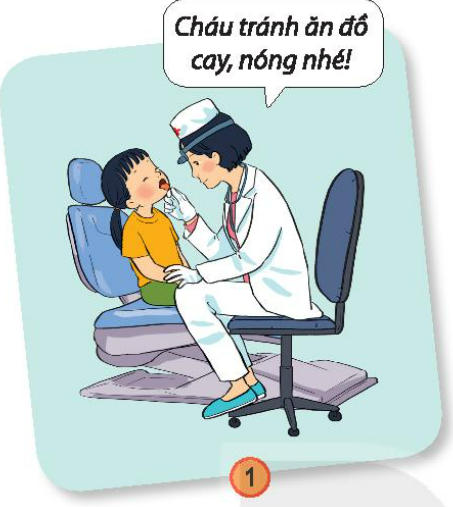 Cháu tránh ăn đồ
cay, nóng nhé!
1